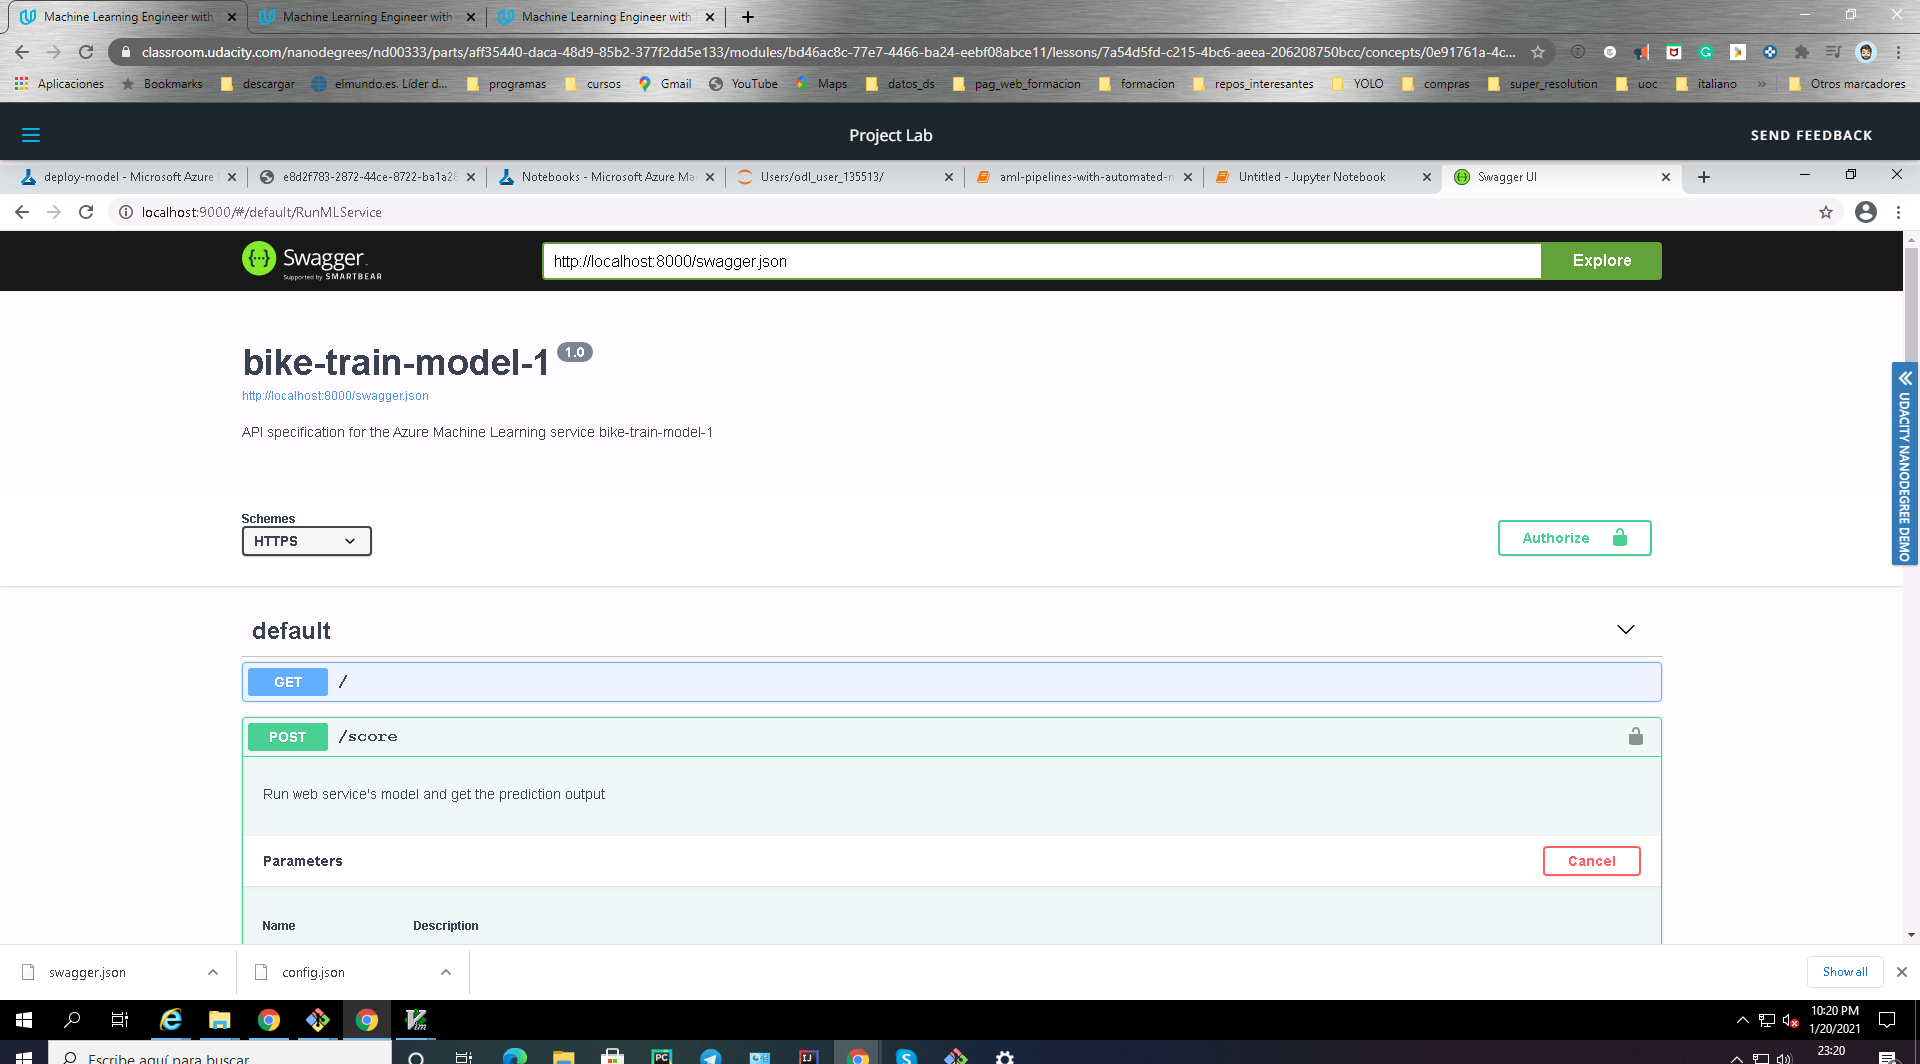 Machine Learning Engineer with
Machine Learning Engineer with
Machine Learning Engineer with
classroom.udacity.com/nanodegrees/nd00333/parts/aff35440-daca-48d9-85b2-377f2dd5e133/modules/bd46ac8c-77e7-4466-ba24-eebf08abce11/lessons/7a54d5fd-c215-4bc6-aeea-206208750bcc/concepts/0e91761a-4c...
Aplicaciones Bookmarks descargar elmundo.es. Líder d... programas cursos Gmail YouTube Maps datos_ds pag_web_formacion formacion repos_interesantes YOLO compras super_resolution uoc italiano » Otros marcadores
Project Lab
SEND FEEDBACK
deploy-model - Microsoft Azure
e8d2f783-2872-44ce-8722-ba1a28
Notebooks - Microsoft Azure Ma
Users/odl_user_135513/
aml-pipelines-with-automated-m
Untitled - Jupyter Notebook
Swagger UI
localhost:9000/#/default/RunMLService
Swagger
Supported by SMARTBEAR
http://localhost:8000/swagger.json
Explore
bike-train-model-1 1.0
http://localhost:8000/swagger.json
API specification for the Azure Machine Learning service bike-train-model-1
UDACITY NANODEGREE DEMO
Schemes
HTTPS
Authorize
default
GET /
POST /score
Run web service's model and get the prediction output
Parameters
Cancel
Name Description
swagger.json
config.json
Show all
10:20 PM
1/20/2021
Escribe aquí para buscar
23:20